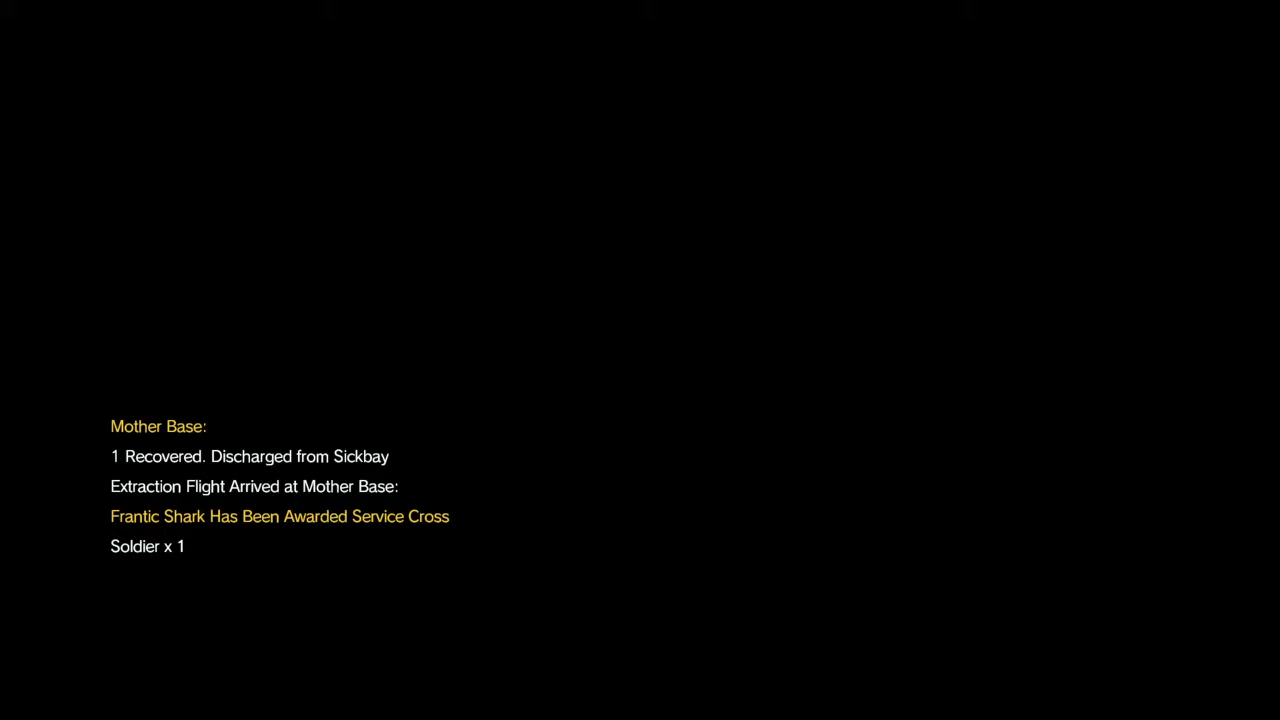 Mother Base:
1 Recovered. Discharged from Sickbay
Extraction Flight Arrived at Mother Base:
Frantic Shark Has Been Awarded Service Cross
Soldier x 1